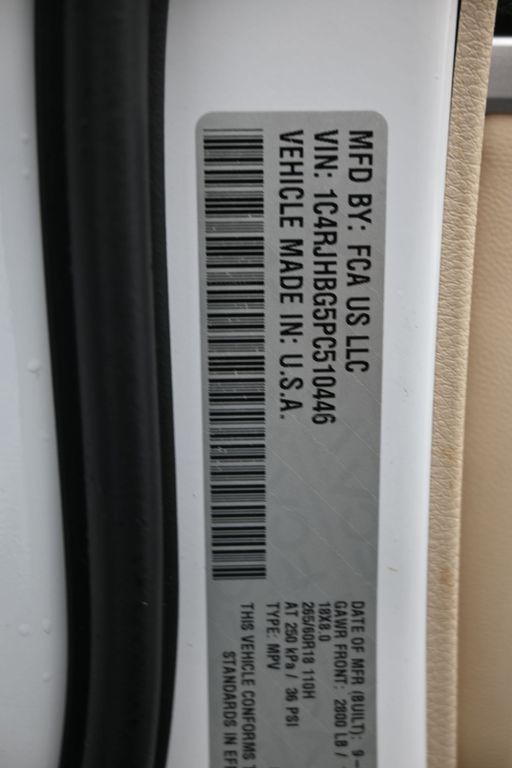 MFD BY: FCA US LLC
VIN: 1C4RJHBG5PC510446
VEHICLE MADE IN: U.S.A.
DATE OF MFR (BUILT): 9-
GAWR FRONT: 2800 LB /
18X8.0
265/60R18 110H
AT 250 kPa / 36 PSI
TYPE: MPV
THIS VEHICLE CONFORMS T
STANDARDS IN EFF